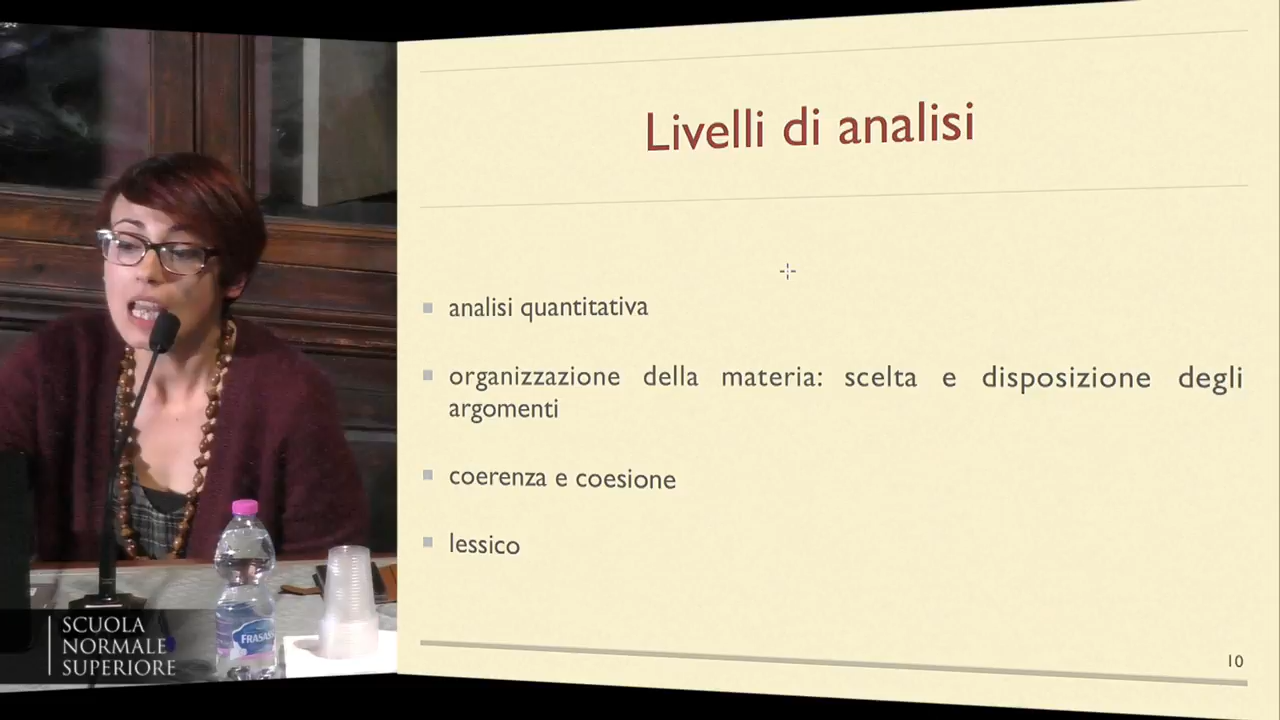 Livelli di analisi
analisi quantitativa
organizzazione della materia: scelta e disposizione degli
argomenti
coerenza e coesione
lessico
10
SCUOLA
NORMALE
SUPERIORE